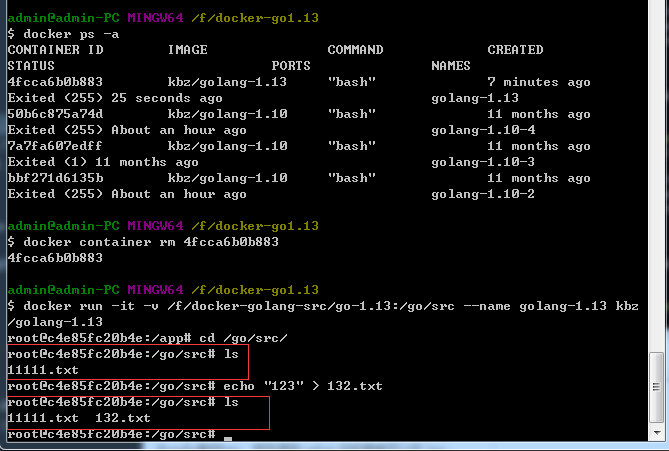 admin@admin-PC MINGW64 /f/docker-go1.13
$ docker ps -a
CONTAINER ID        IMAGE               COMMAND             CREATED
STATUS                       PORTS               NAMES
4fcca6b0b883        kbz/golang-1.13     "bash"              7 minutes ago
Exited (255) 25 seconds ago                      golang-1.13
50b6c875a74d        kbz/golang-1.10     "bash"              11 months ago
Exited (255) About an hour ago                   golang-1.10-4
7a7fa607edff        kbz/golang-1.10     "bash"              11 months ago
Exited (1) 11 months ago                         golang-1.10-3
bbf271d6135b        kbz/golang-1.10     "bash"              11 months ago
Exited (255) About an hour ago                   golang-1.10-2
admin@admin-PC MINGW64 /f/docker-go1.13
$ docker container rm 4fcca6b0b883
4fcca6b0b883
admin@admin-PC MINGW64 /f/docker-go1.13
$ docker run -it -v /f/docker-golang-src/go-1.13:/go/src --name golang-1.13 kbz
/golang-1.13
root@c4e85fc20b4e:/app# cd /go/src/
root@c4e85fc20b4e:/go/src# ls
11111.txt
root@c4e85fc20b4e:/go/src# echo "123" > 132.txt
root@c4e85fc20b4e:/go/src# ls
11111.txt  132.txt
root@c4e85fc20b4e:/go/src#